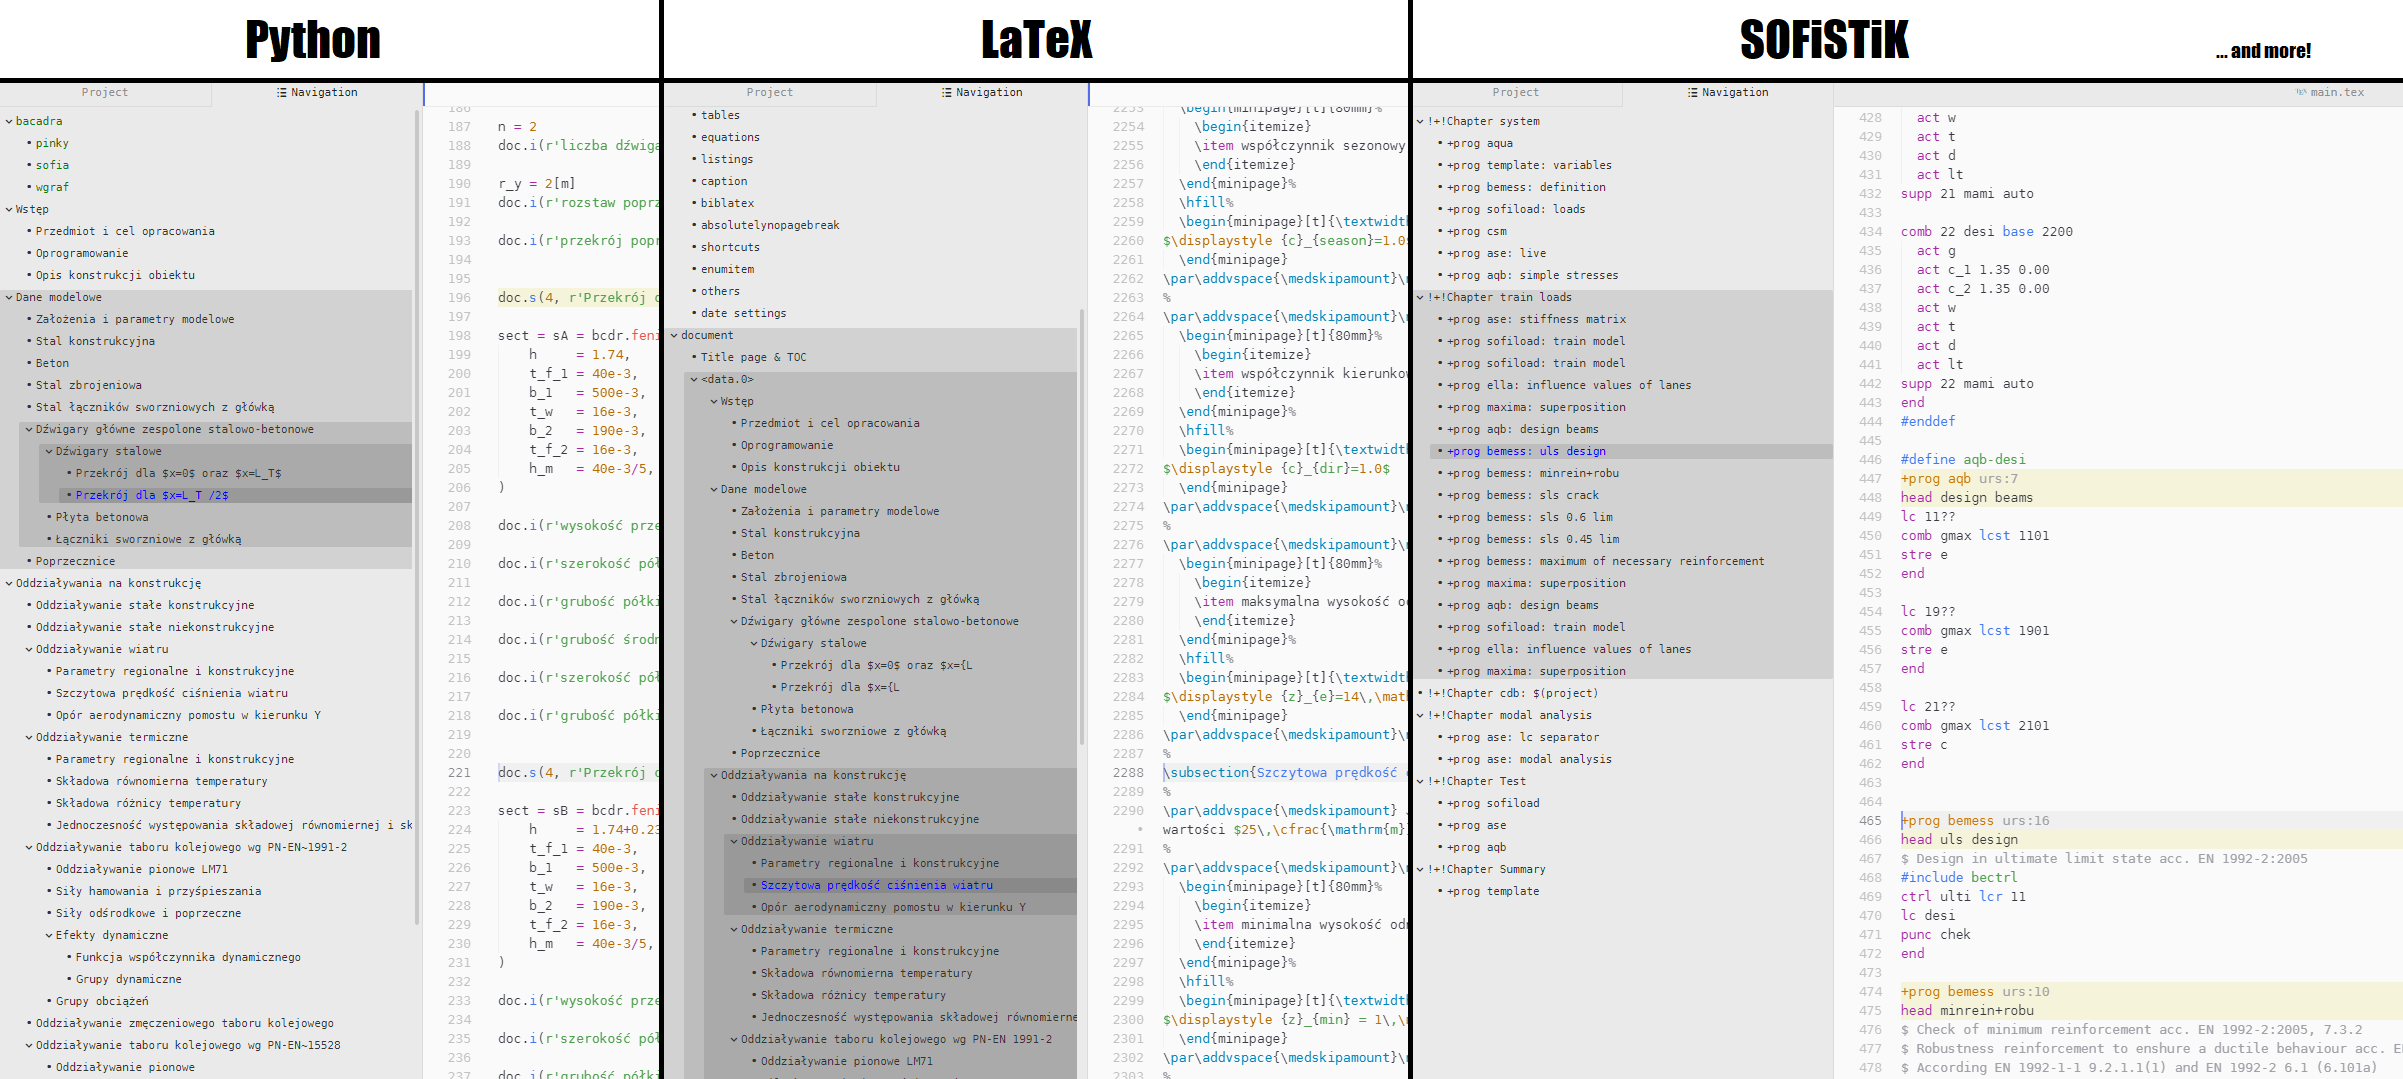 Python
Project
Navigation
bacadra
pinky
sofia
wgraf
Wstęp
Przedmiot i cel opracowania
Oprogramowanie
Opis konstrukcji obiektu
Dane modelowe
Założenia i parametry modelowe
Stal konstrukcyjna
Beton
Stal zbrojeniowa
Stal łączników sworzniowych z główką
Dźwigary główne zespolone stalowo-betonowe
Dźwigary stalowe
Przekrój dla $x=0$ oraz $x=L_T$
Przekrój dla $x=L_T /2$
Płyta betonowa
Łączniki sworzniowe z główką
Poprzecznice
Oddziaływania na konstrukcję
Oddziaływanie stałe konstrukcyjne
Oddziaływanie stałe niekonstrukcyjne
Oddziaływanie wiatru
Parametry regionalne i konstrukcyjne
Szczytowa prędkość ciśnienia wiatru
Opór aerodynamiczny pomostu w kierunku Y
Oddziaływanie termiczne
Parametry regionalne i konstrukcyjne
Składowa równomierna temperatury
Składowa różnicy temperatury
Jednoczesność występowania składowej równomiernej i sk
Oddziaływanie taboru kolejowego wg PN-EN~1991-2
Oddziaływanie pionowe LM71
Siły hamowania i przyśpieszania
Siły odśrodkowe i poprzeczne
Efekty dynamiczne
Funkcja współczynnika dynamicznego
Grupy dynamiczne
Grupy obciążeń
Oddziaływanie zmęczeniowego taboru kolejowego
Oddziaływanie taboru kolejowego wg PN-EN~15528
Oddziaływanie pionowe
186
187 n = 2
188 doc.i(r'liczba dźwiga
189
190 r_y = 2[m]
191 doc.i(r'rozstaw poprz
192
193 doc.i(r'przekrój popr
194
195
196 doc.s(4, r'Przekrój d
197
198 sect = sA = bcdr.feni
199 h = 1.74,
200 t_f_1 = 40e-3,
201 b_1 = 500e-3,
202 t_w = 16e-3,
203 b_2 = 190e-3,
204 t_f_2 = 16e-3,
205 h_m = 40e-3/5,
206 )
207
208 doc.i(r'wysokość prze
209
210 doc.i(r'szerokość pół
211
212 doc.i(r'grubość półki
213
214 doc.i(r'grubość środn
215
216 doc.i(r'szerokość pół
217
218 doc.i(r'grubość półki
219
220
221 doc.s(4, r'Przekrój d
222
223 sect = sB = bcdr.feni
224 h = 1.74+0.23
225 t_f_1 = 40e-3,
226 b_1 = 500e-3,
227 t_w = 16e-3,
228 b_2 = 190e-3,
229 t_f_2 = 16e-3,
230 h_m = 40e-3/5,
231 )
232
233 doc.i(r'wysokość prze
234
235 doc.i(r'szerokość pół
236
237 doc.i(r'grubość półki
LaTeX
Project
Navigation
tables
equations
listings
caption
biblatex
absolutelynopagebreak
shortcuts
enumitem
others
date settings
document
Title page & TOC
<data.0>
Wstęp
Przedmiot i cel opracowania
Oprogramowanie
Opis konstrukcji obiektu
Dane modelowe
Założenia i parametry modelowe
Stal konstrukcyjna
Beton
Stal zbrojeniowa
Stal łączników sworzniowych z główką
Dźwigary główne zespolone stalowo-betonowe
Dźwigary stalowe
Przekrój dla $x=0$ oraz $x={L
Przekrój dla $x={L
Płyta betonowa
Łączniki sworzniowe z główką
Poprzecznice
Oddziaływania na konstrukcję
Oddziaływanie stałe konstrukcyjne
Oddziaływanie stałe niekonstrukcyjne
Oddziaływanie wiatru
Parametry regionalne i konstrukcyjne
Szczytowa prędkość ciśnienia wiatru
Opór aerodynamiczny pomostu w kierunku Y
Oddziaływanie termiczne
Parametry regionalne i konstrukcyjne
Składowa równomierna temperatury
Składowa różnicy temperatury
Jednoczesność występowania składowej równomierne
Oddziaływanie taboru kolejowego wg PN-EN 1991-2
Oddziaływanie pionowe LM71
2253 \begin{minipage}[t]{80mm}%
2254 \begin{itemize}
2255 \item współczynnik sezonowy
2256 \end{itemize}
2257 \end{minipage}%
2258 \hfill%
2259 \begin{minipage}[t]{\textwidth
2260 $\displaystyle {c}_{season}=1.0$
2261 \end{minipage}
2262 \par\addvspace{\medskipamount}\n
2263 %
2264 \par\addvspace{\medskipamount}\n
2265 \begin{minipage}[t]{80mm}%
2266 \begin{itemize}
2267 \item współczynnik kierunkow
2268 \end{itemize}
2269 \end{minipage}%
2270 \hfill%
2271 \begin{minipage}[t]{\textwidth
2272 $\displaystyle {c}_{dir}=1.0$
2273 \end{minipage}
2274 \par\addvspace{\medskipamount}\n
2275 %
2276 \par\addvspace{\medskipamount}\n
2277 \begin{minipage}[t]{80mm}%
2278 \begin{itemize}
2279 \item maksymalna wysokość od
2280 \end{itemize}
2281 \end{minipage}%
2282 \hfill%
2283 \begin{minipage}[t]{\textwidth
2284 $\displaystyle {z}_{e}=14\,\math
2285 \end{minipage}
2286 \par\addvspace{\medskipamount}\n
2287 %
2288 \subsection{Szczytowa prędkość c
2289 %
2290 \par\addvspace{\medskipamount} .
• wartości $25\,\cfrac{\mathrm{m}}
2291 %
2292 \par\addvspace{\medskipamount}\n
2293 \begin{minipage}[t]{80mm}%
2294 \begin{itemize}
2295 \item minimalna wysokość odn
2296 \end{itemize}
2297 \end{minipage}%
2298 \hfill%
2299 \begin{minipage}[t]{\textwidth
2300 $\displaystyle {z}_{min} = 1\,\m
2301 \end{minipage}
2302 \par\addvspace{\medskipamount}\n
2303 %
SOFiSTiK
... and more!
Project
Navigation
main.tex
!+!Chapter system
+prog aqua
+prog template: variables
+prog bemess: definition
+prog sofiload: loads
+prog csm
+prog ase: live
+prog aqb: simple stresses
!+!Chapter train loads
+prog ase: stiffness matrix
+prog sofiload: train model
+prog sofiload: train model
+prog ella: influence values of lanes
+prog maxima: superposition
+prog aqb: design beams
+prog bemess: uls design
+prog bemess: minrein+robu
+prog bemess: sls crack
+prog bemess: sls 0.6 lim
+prog bemess: sls 0.45 lim
+prog bemess: maximum of necessary reinforcement
+prog maxima: superposition
+prog aqb: design beams
+prog sofiload: train model
+prog ella: influence values of lanes
+prog maxima: superposition
!+!Chapter cdb: $(project)
!+!Chapter modal analysis
+prog ase: lc separator
+prog ase: modal analysis
!+!Chapter Test
+prog sofiload
+prog ase
+prog aqb
!+!Chapter Summary
+prog template
428 act w
429 act t
430 act d
431 act lt
432 supp 21 mami auto
433
434 comb 22 desi base 2200
435 act g
436 act c_1 1.35 0.00
437 act c_2 1.35 0.00
438 act w
439 act t
440 act d
441 act lt
442 supp 22 mami auto
443 end
444 #enddef
445
446 #define aqb-desi
447 +prog aqb urs:7
448 head design beams
449 lc 11??
450 comb gmax lcst 1101
451 stre e
452 end
453
454 lc 19??
455 comb gmax lcst 1901
456 stre e
457 end
458
459 lc 21??
460 comb gmax lcst 2101
461 stre c
462 end
463
464
465 +prog bemess urs:16
466 head uls design
467 $ Design in ultimate limit state acc. EN 1992-2:2005
468 #include bectrl
469 ctrl ulti lcr 11
470 lc desi
471 punc chek
472 end
473
474 +prog bemess urs:10
475 head minrein+robu
476 $ Check of minimum reinforcement acc. EN 1992-2:2005, 7.3.2
477 $ Robustness reinforcement to enshure a ductile behaviour acc. E
478 $ According EN 1992-1-1 9.2.1.1(1) and EN 1992-2 6.1 (6.101a)